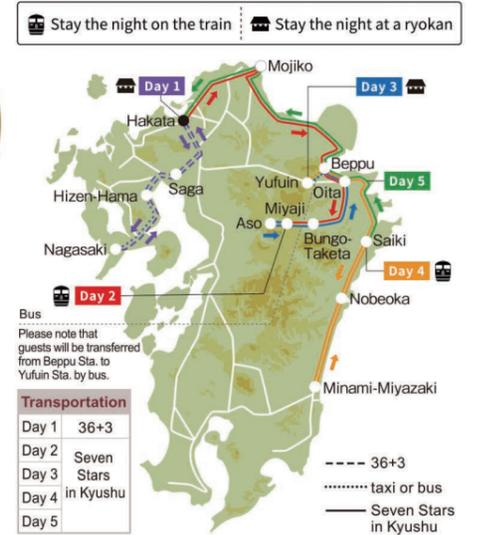 Stay the night on the train
Stay the night at a ryokan
Mojiko
Day 1
Day 3
Hakata
Beppu
Saga
Yufuin
Oita
Day 5
Hizen-Hama
Miyaji
Aso
Nagasaki
Bungo-
Taketa
Saiki
Day 4
Day 2
Nobeoka
Bus
Please note that
guests will be transferred
from Beppu Sta. to
Yufuin Sta. by bus.
Minami-Miyazaki
Transportation
Day 1 36+3
Day 2
Day 3
Day 4
Day 5
Seven
Stars
in Kyushu
36+3
taxi or bus
Seven Stars
in Kyushu